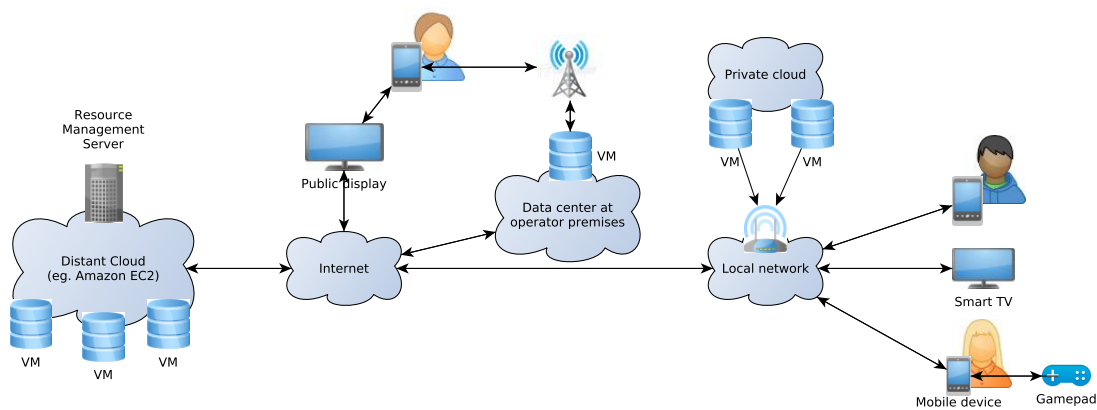 Resource
Management
Server
Distant Cloud
(eg. Amazon EC2)
VM
VM
VM
Public display
Internet
VM
Data center at
operator premises
Private cloud
VM
VM
Local network
Smart TV
Mobile device
Gamepad